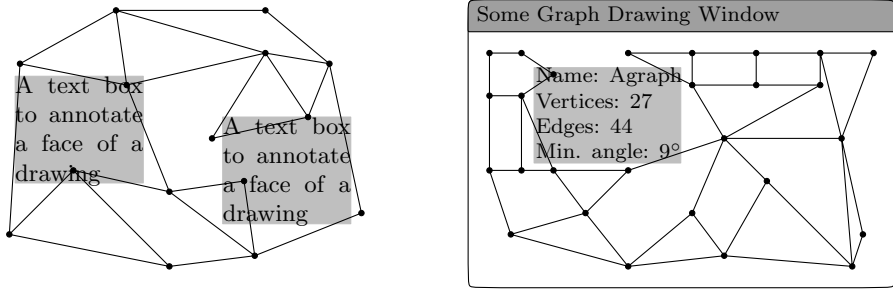 A text box
to annotate
a face of a
drawing
A text box
to annotate
a face of a
drawing
Some Graph Drawing Window
Name: Agraph
Vertices: 27
Edges: 44
Min. angle: 9°